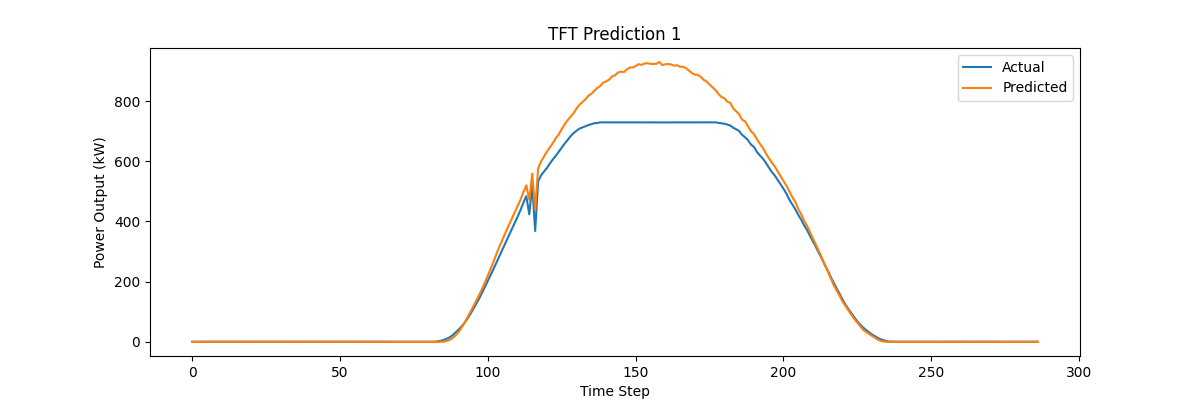 TFT Prediction 1
Actual
Predicted
Power Output (kW)
800
600
400
200
0
0 50 100 150 200 250 300
Time Step